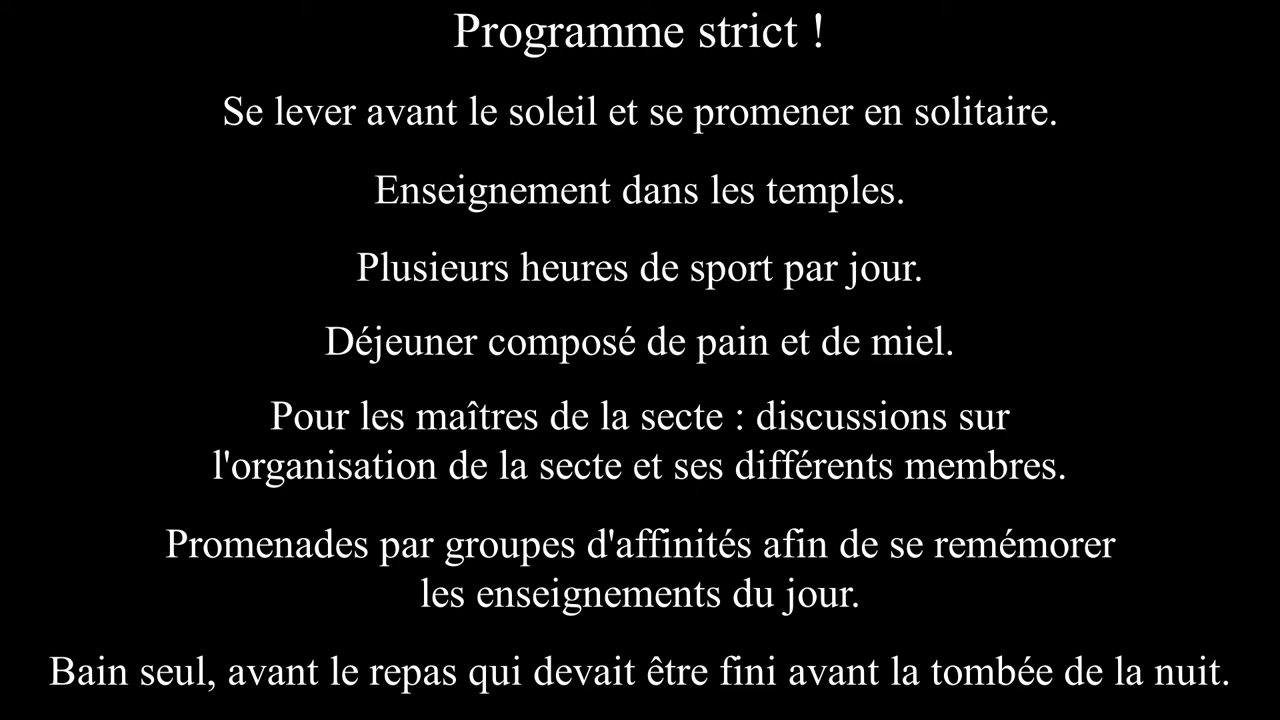 Programme strict !
Se lever avant le soleil et se promener en solitaire.
Enseignement dans les temples.
Plusieurs heures de sport par jour.
Déjeuner composé de pain et de miel.
Pour les maîtres de la secte : discussions sur
l'organisation de la secte et ses différents membres.
Promenades par groupes d'affinités afin de se remémorer
les enseignements du jour.
Bain seul, avant le repas qui devait être fini avant la tombée de la nuit.